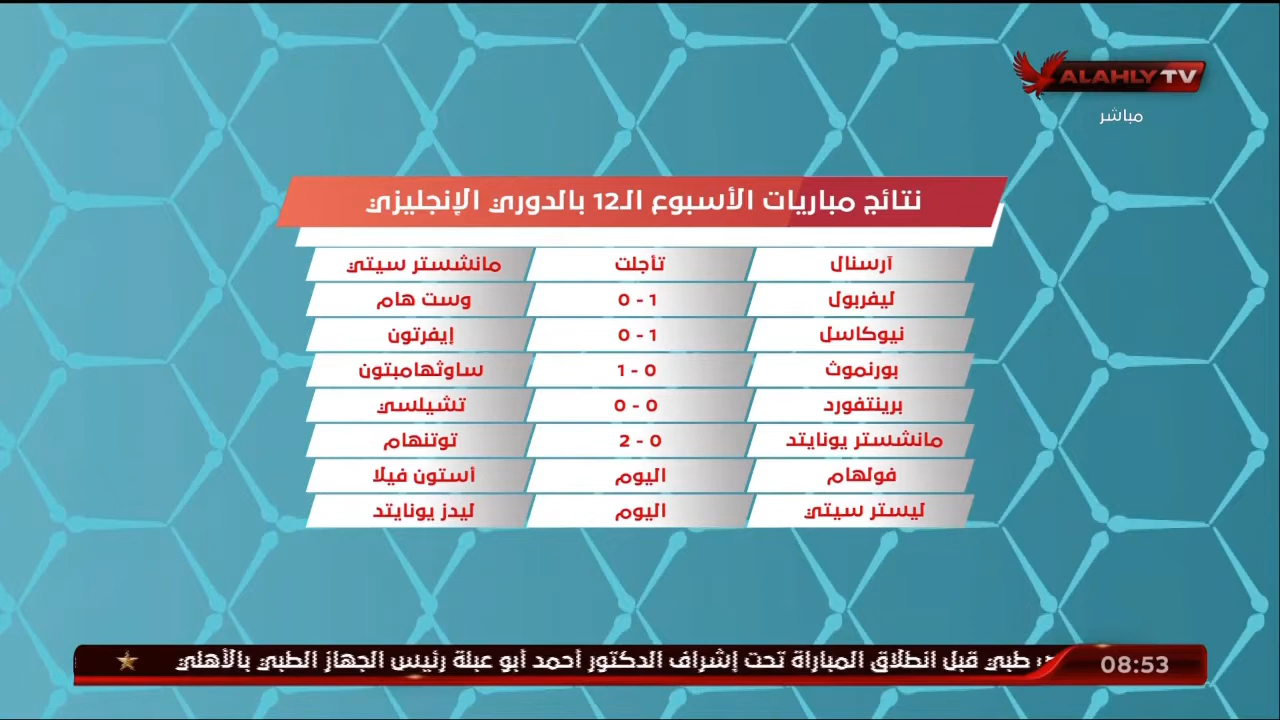 ALAHLY TV
مباشر
نتائج مباريات الأسبوع الـ12 بالدوري الإنجليزي
آرسنال تأجلت مانشستر سيتي
ليفربول 0 - 1 وست هام
نيوكاسل 0 - 1 إيفرتون
بورنموث 1 - 0 ساوثهامبتون
برينتفورد 0 - 0 تشيلسي
مانشستر يونايتد 2 - 0 توتنهام
فولهام اليوم أستون فيلا
ليستر سيتي اليوم ليدز يونايتد
طبي قبل انطلاق المباراة تحت إشراف الدكتور أحمد أبو عبلة رئيس الجهاز الطبي بالأهلي
08:53